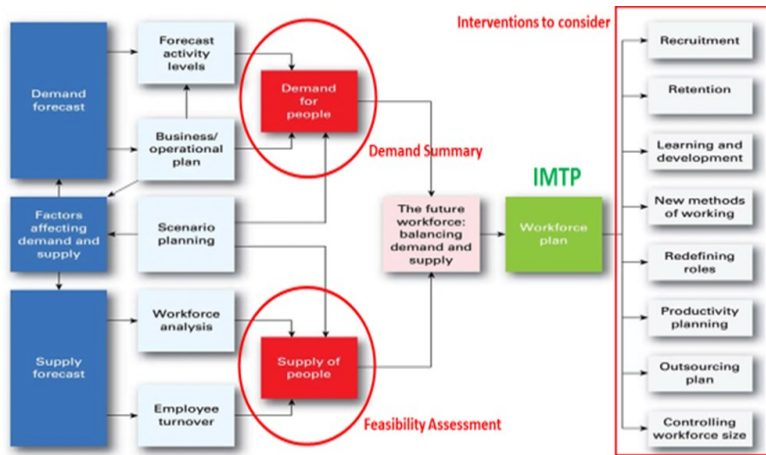 Interventions to consider
Demand
forecast
Forecast activity
levels
Business/
operational plan
Demand
for
people
Demand Summary
Factors
affecting
demand and
supply
Scenario
planning
Supply
forecast
Workforce
analysis
Employee
turnover
Supply of
people
Feasibility Assessment
The future
workforce:
balancing
demand and
supply
IMTP
Workforce
plan
Recruitment
Retention
Learning and
development
New methods
of working
Redefining
roles
Productivity
planning
Outsourcing
plan
Controlling
workforce size